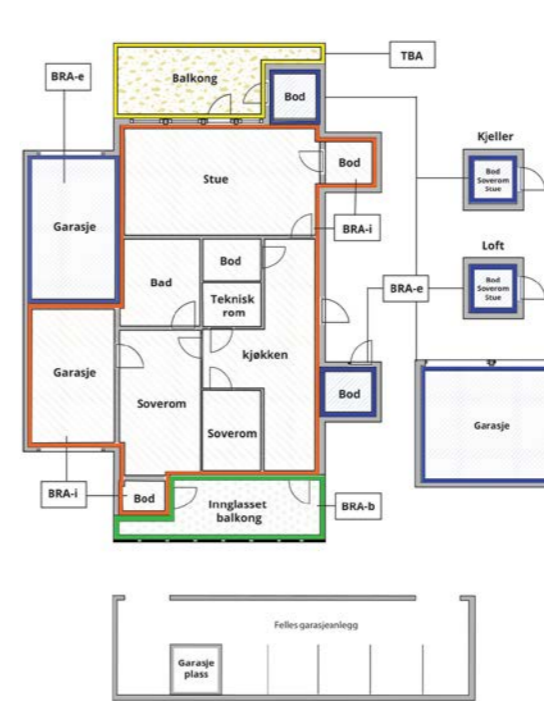 TBA
BRA-e
Balkong
Bod
Kjeller
Bod
Soverom
Stue
Stue
Bod
BRA-i
Garasje
Loft
Bod
Soverom
Stue
Bad
Bod
Teknisk
rom
BRA-e
kjøkken
Garasje
Soverom
Bod
Soverom
Garasje
BRA-i
Bod
Innglasset
balkong
BRA-b
Felles garasjeanlegg
Garasje
plass